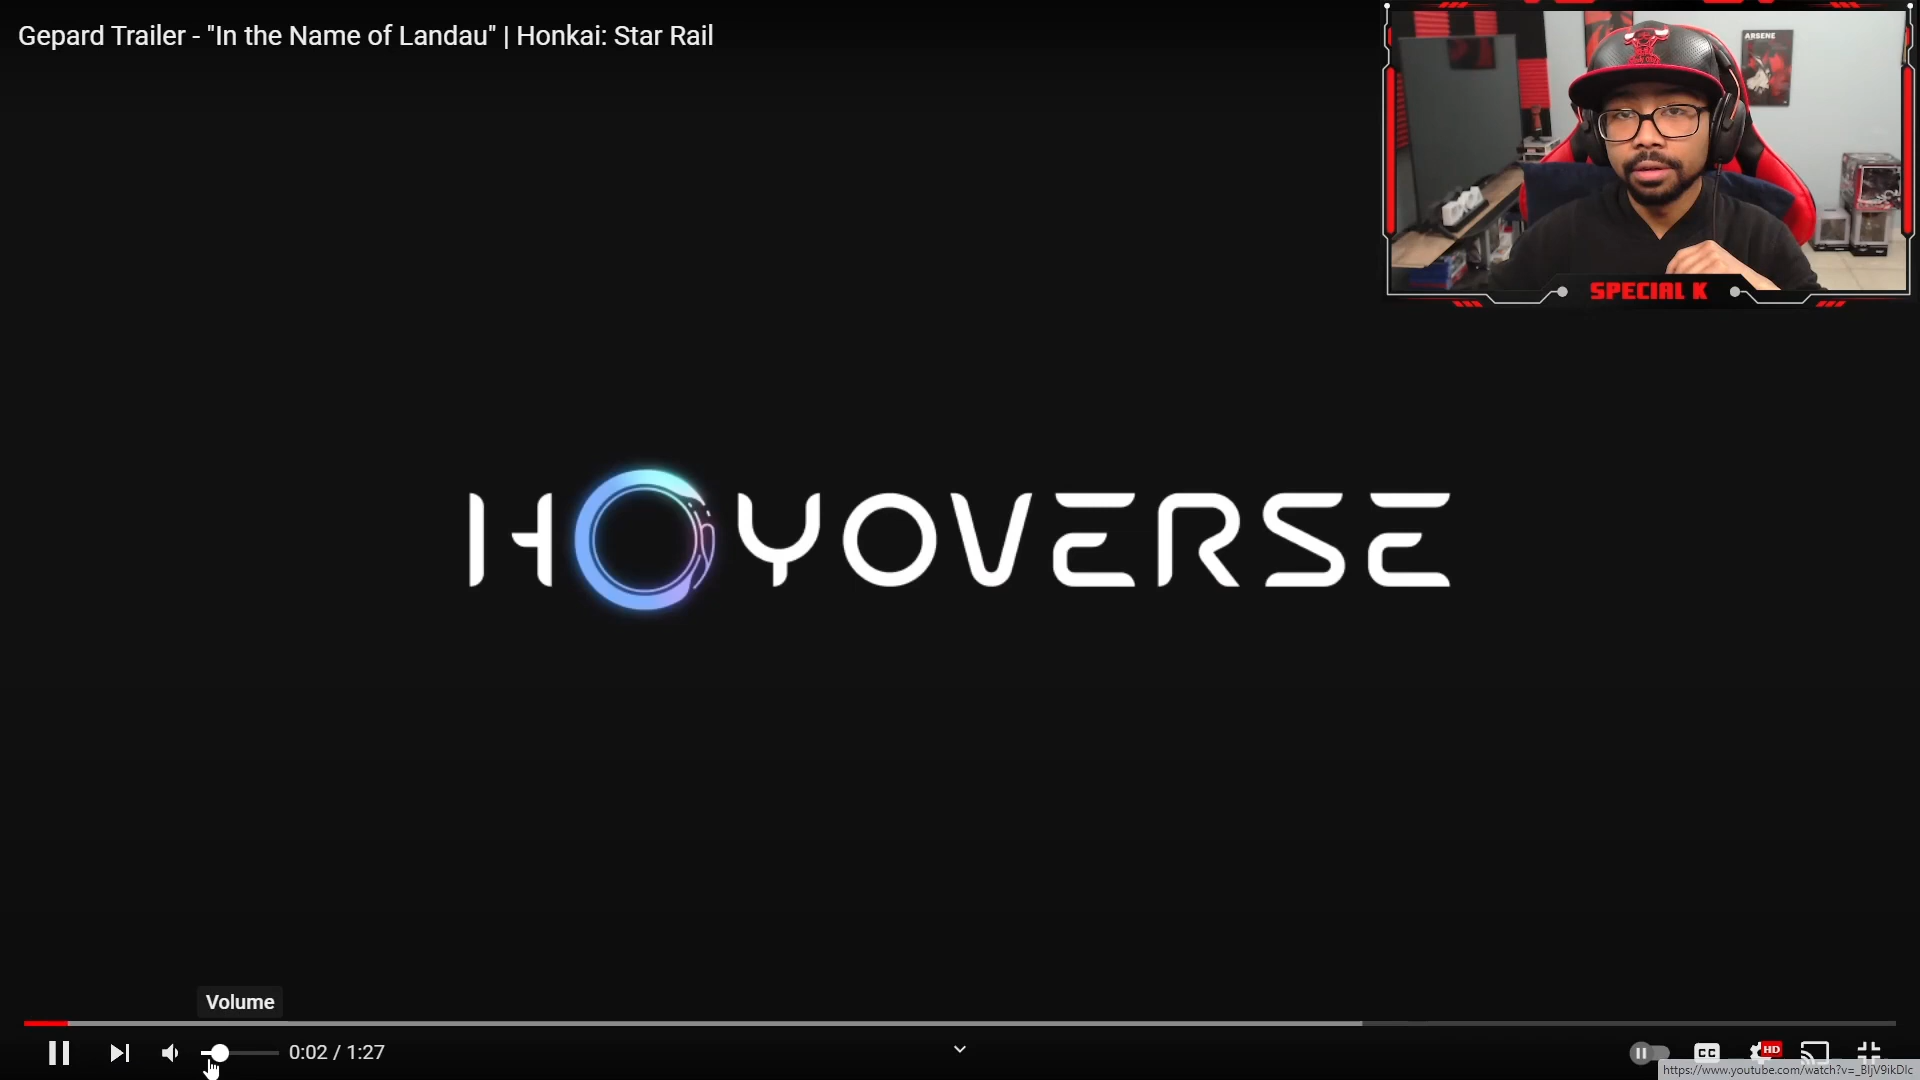 Gepard Trailer - "In the Name of Landau" | Honkai: Star Rail
ARSENE
SPECIAL K
HOYOVERSE
Volume
0:02 / 1:27
CC
HD
https://www.youtube.com/watch?v=_BljV9ikDlc